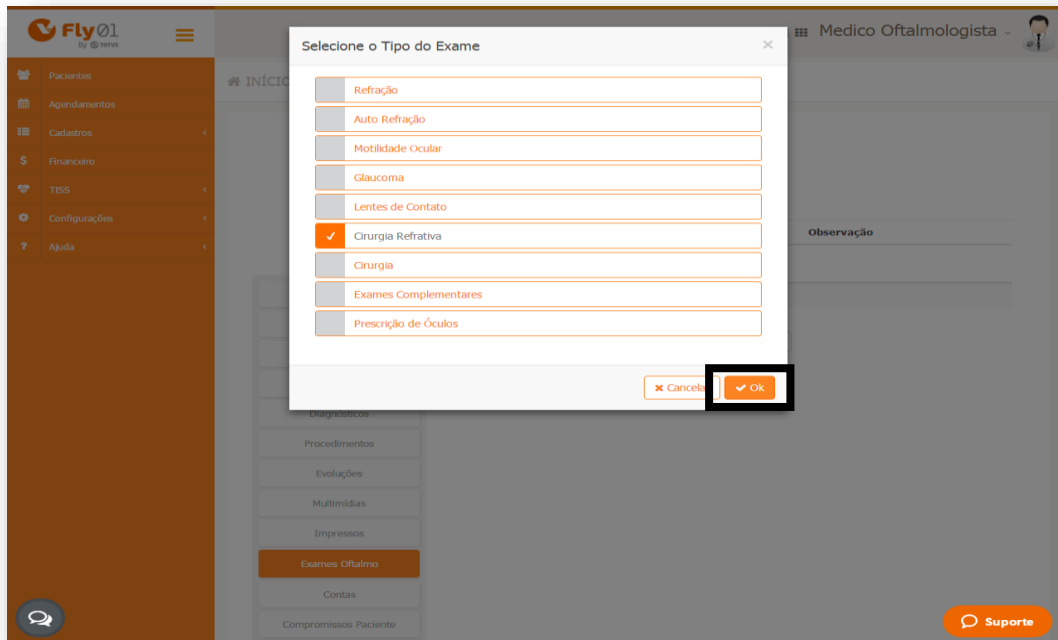 Fly01
by varva
Medico Oftalmologista
Selecione o Tipo do Exame
Pacientes
Agendamentos
Cadastros
Financeiro
TISS
Configurações
Ajuda
INÍCIO
Refração
Auto Refração
Motilidade Ocular
Glaucoma
Lentes de Contato
Cirurgia Refrativa
Cirurgia
Exames Complementares
Prescrição de Óculos
Observação
Cancela
Ok
Diagnósticos
Procedimentos
Evoluções
Multimídias
Impressos
Exames Oftalmo
Contas
Compromissos Paciente
Suporte